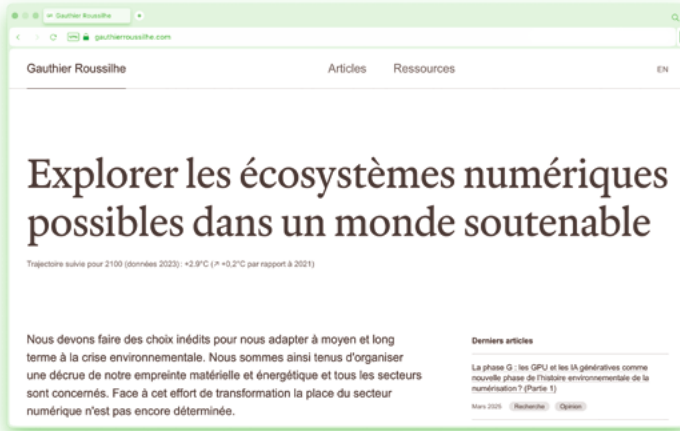 Gauthier Roussilhe
gauthierroussilhe.com
Gauthier Roussilhe
Articles
Ressources
EN
Explorer les écosystèmes numériques
possibles dans un monde soutenable
Trajectoire suivie pour 2100 (données 2023) : +2.9°C (↗ +0,2°C par rapport à 2021)
Nous devons faire des choix inédits pour nous adapter à moyen et long
terme à la crise environnementale. Nous sommes ainsi tenus d'organiser
une décrue de notre empreinte matérielle et énergétique et tous les secteurs
sont concernés. Face à cet effort de transformation la place du secteur
numérique n'est pas encore déterminée.
Derniers articles
La phase G : les GPU et les IA génératives comme
nouvelle phase de l'histoire environnementale de la
numérisation ? (Partie 1)
Mars 2025 Recherche Opinion